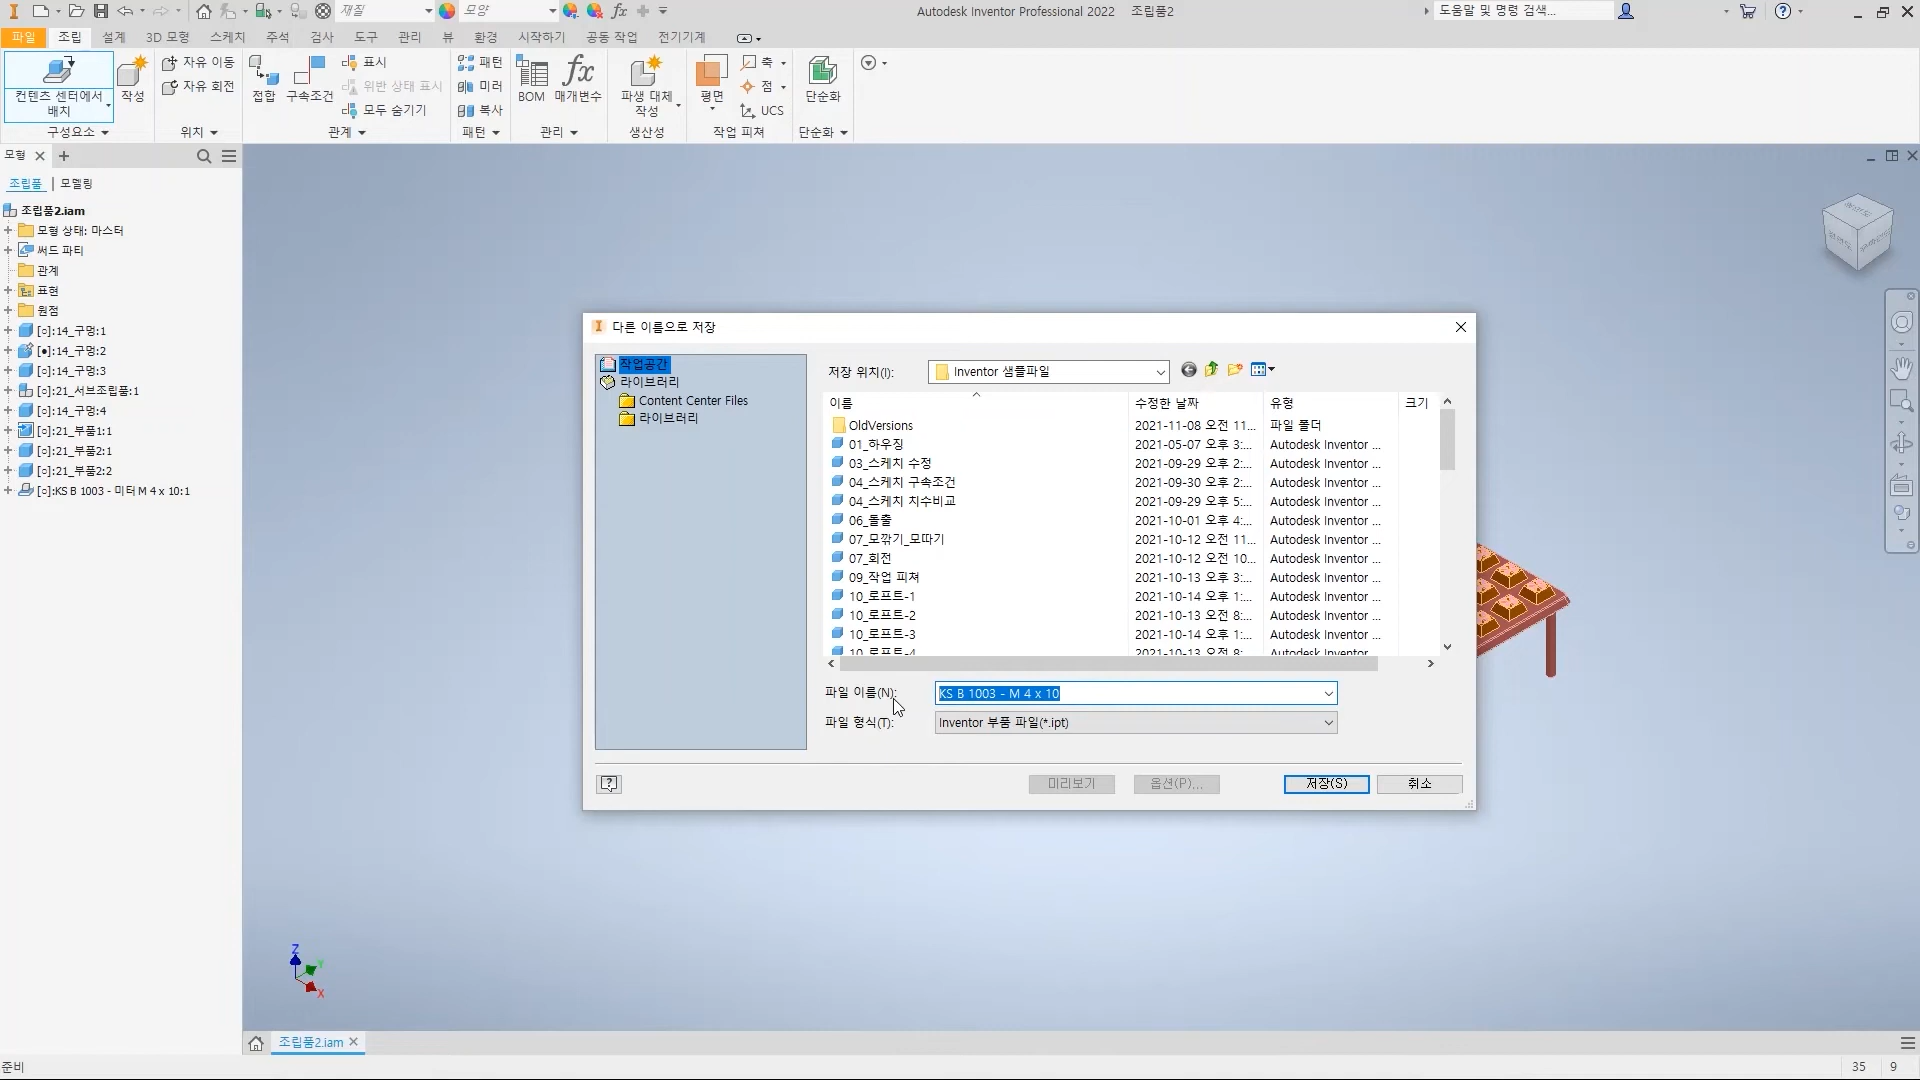 재질
모양
Autodesk Inventor Professional 2022 조립품2
도움말 및 명령 검색...
파일 조립 설계 3D 모형 스케치 주석 검사 도구 관리 뷰 환경 시작하기 공동 작업 전기기계
컨텐츠 센터에서
배치
작성
자유 이동
자유 회전
접합
구속조건
표시
위반 상태 표시
모두 숨기기
패턴
미러
복사
BOM
매개변수
파생 대체
작성
평면
축
점
UCS
단순화
구성요소 위치 관계 패턴 관리 생산성 작업 피쳐 단순화
모형
조립품 | 모델링
조립품2.iam
모형 상태: 마스터
써드 파티
관계
표현
원점
[○]:14_구멍:1
[●]:14_구멍:2
[○]:14_구멍:3
[○]:21_서브조립품:1
[○]:14_구멍:4
[○]:21_부품1:1
[○]:21_부품2:1
[○]:21_부품2:2
[○]:KS B 1003 - 미터 M 4 x 10:1
다른 이름으로 저장
작업공간
라이브러리
Content Center Files
라이브러리
저장 위치(I):
Inventor 샘플파일
이름 수정한 날짜 유형 크기
OldVersions 2021-11-08 오전 11... 파일 폴더
01_하우징 2021-05-07 오후 3:... Autodesk Inventor ...
03_스케치 수정 2021-09-29 오후 2:... Autodesk Inventor ...
04_스케치 구속조건 2021-09-30 오후 2:... Autodesk Inventor ...
04_스케치 치수비교 2021-09-29 오후 5:... Autodesk Inventor ...
06_돌출 2021-10-01 오후 4:... Autodesk Inventor ...
07_모깎기_모따기 2021-10-12 오전 11... Autodesk Inventor ...
07_회전 2021-10-12 오전 10... Autodesk Inventor ...
09_작업 피쳐 2021-10-13 오후 3:... Autodesk Inventor ...
10_로프트-1 2021-10-14 오후 1:... Autodesk Inventor ...
10_로프트-2 2021-10-13 오전 8:... Autodesk Inventor ...
10_로프트-3 2021-10-14 오후 1:... Autodesk Inventor ...
10_로프트-4 2021-10-13 오전 8:... Autodesk Inventor ...
파일 이름(N):
KS B 1003 - M 4 x 10
파일 형식(T):
Inventor 부품 파일(*.ipt)
미리보기
옵션(P)...
저장(S)
취소
Z
Y
X
조립품2.iam
준비
35 9